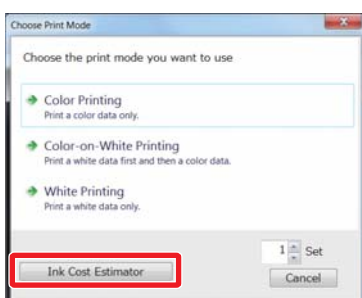 Choose Print Mode
Choose the print mode you want to use
Color Printing
Print a color data only.
Color-on-White Printing
Print a white data first and then a color data.
White Printing
Print a white data only.
1 Set
Ink Cost Estimator
Cancel